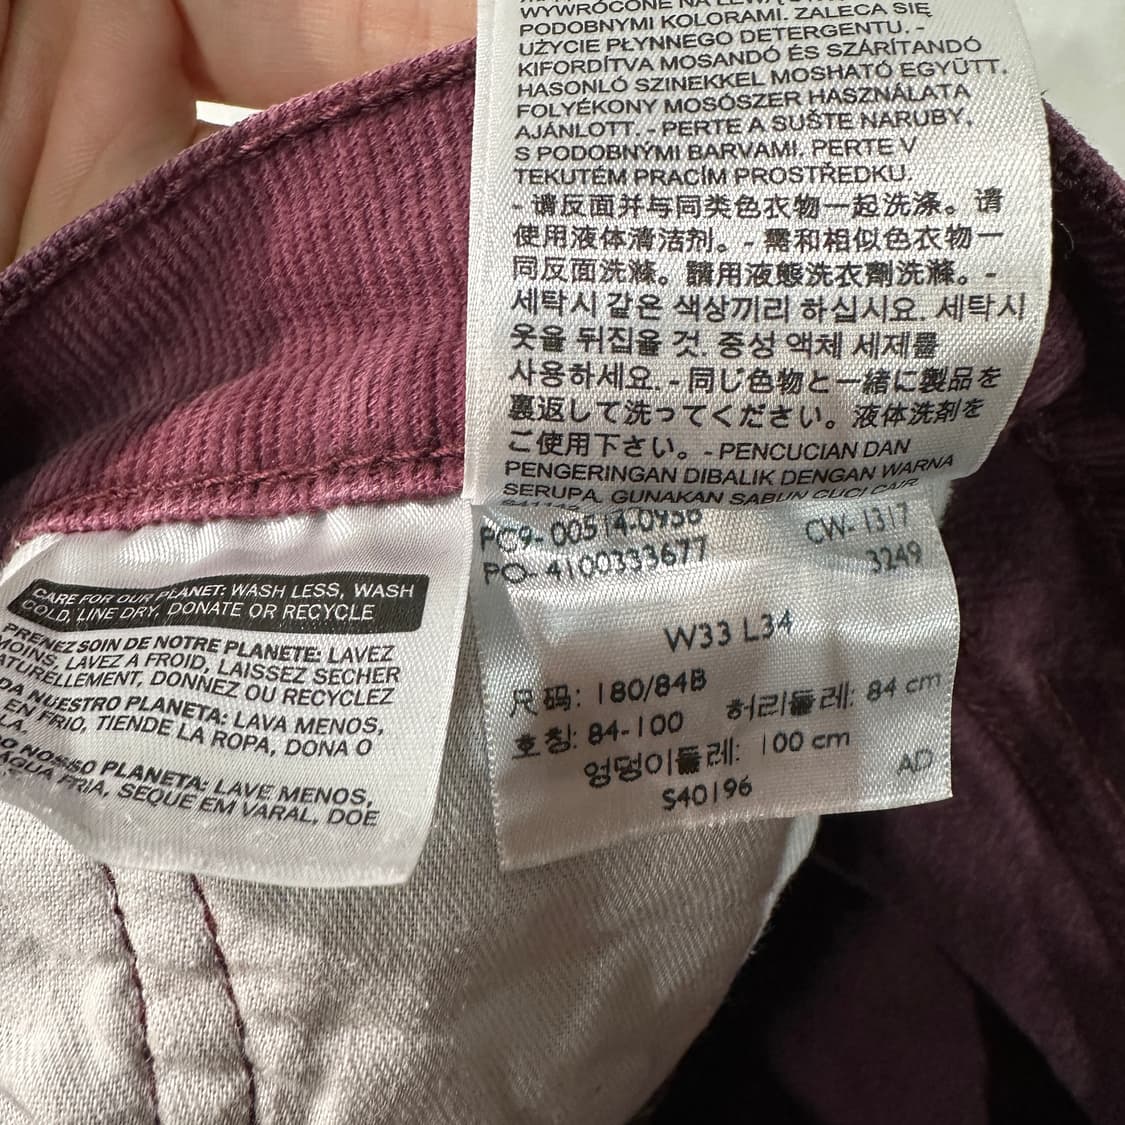 WYWRÓCONE NA LEWĄ
PODOBNYMI KOLORAMI. ZALECA SIĘ
UŻYCIE PŁYNNEGO DETERGENTU. -
KIFORDÍTVA MOSANDÓ ÉS SZÁRÍTANDÓ
HASONLÓ SZINEKKEL MOSHATÓ EGYÜTT.
FOLYÉKONY MOSÓSZER HASZNÁLATA
AJÁNLOTT. - PERTE A SUŠTE NARUBY,
S PODOBNÝMI BARVAMI. PERTE V
TEKUTÉM PRACÍM PROSTŘEDKU.
- 请反面并与同类色衣物一起洗涤。请
使用液体清洁剂。- 需和相似色衣物一
同反面洗滌。請用液態洗衣劑洗滌。-
세탁시 같은 색상끼리 하십시요. 세탁시
옷을 뒤집을 것. 중성 액체 세제를
사용하세요. - 同じ色物と一緒に製品を
裏返して洗ってください。液体洗剤を
ご使用下さい。- PENCUCIAN DAN
PENGERINGAN DIBALIK DENGAN WARNA
SERUPA. GUNAKAN SABUN CUCI CAIR
PC9- 00514-0956 CW- 1317
PO- 4100333677 3249
W33 L34
尺码: 180/84B
호칭: 84-100 허리둘레: 84 cm
엉덩이둘레: 100 cm
S40196 AD
CARE FOR OUR PLANET: WASH LESS, WASH
COLD, LINE DRY, DONATE OR RECYCLE
PRENEZ SOIN DE NOTRE PLANETE: LAVEZ
MOINS, LAVEZ A FROID, LAISSEZ SECHER
ATURELLEMENT, DONNEZ OU RECYCLEZ
DA NUESTRO PLANETA: LAVA MENOS,
EN FRIO, TIENDE LA ROPA, DONA O
LA.
DO NOSSO PLANETA: LAVE MENOS,
ÁGUA FRIA, SEQUE EM VARAL, DOE